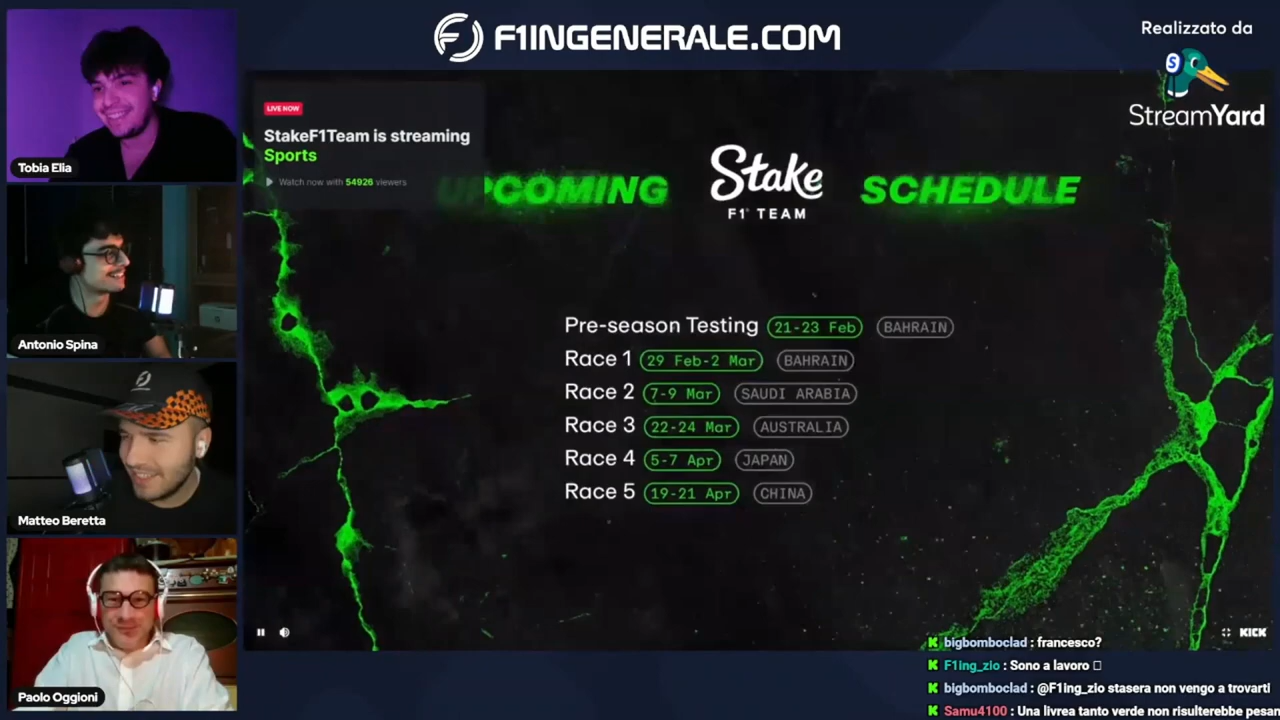 F1INGENERALE.COM
Realizzato da
StreamYard
Tobia Elia
Antonio Spina
Matteo Beretta
Paolo Oggioni
LIVE NOW
StakeF1Team is streaming
Sports
Watch now with 54926 viewers
UPCOMING
Stake
F1 TEAM
SCHEDULE
Pre-season Testing 21-23 Feb BAHRAIN
Race 1 29 Feb-2 Mar BAHRAIN
Race 2 7-9 Mar SAUDI ARABIA
Race 3 22-24 Mar AUSTRALIA
Race 4 5-7 Apr JAPAN
Race 5 19-21 Apr CHINA
KICK
bigbomboclad : francesco?
F1ing_zio : Sono a lavoro
bigbomboclad : @F1ing_zio stasera non vengo a trovarti
Samu4100 : Una livrea tanto verde non risulterebbe pesan